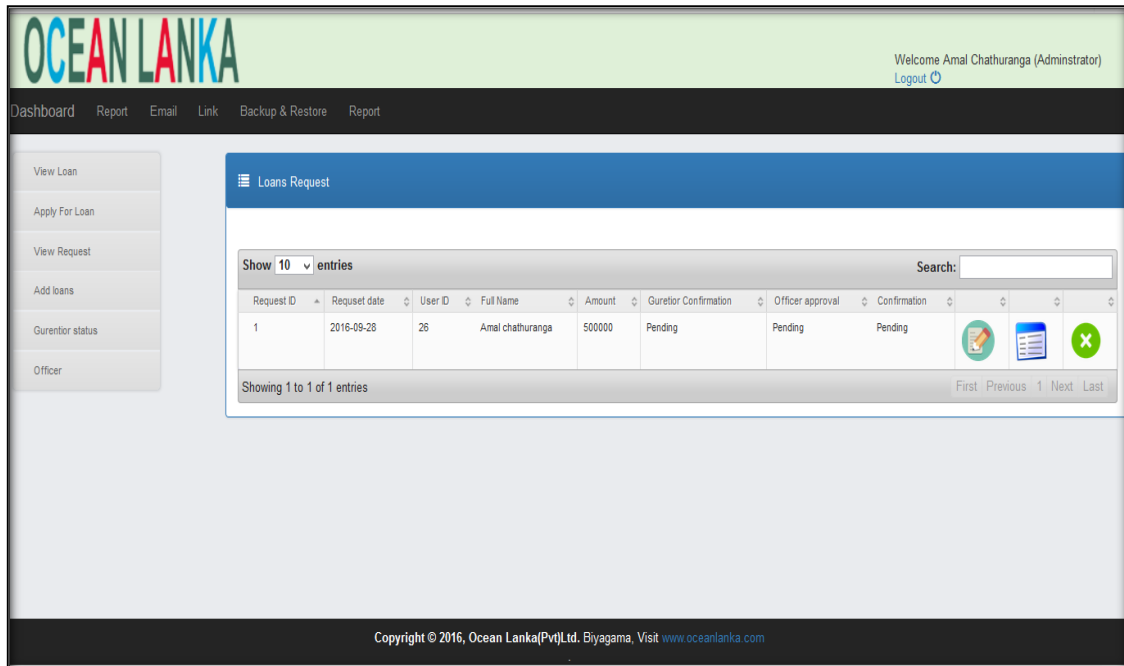 OCEAN LANKA
Welcome Amal Chathuranga (Adminstrator)
Logout
Dashboard Report Email Link Backup & Restore Report
View Loan
Apply For Loan
View Request
Add loans
Gurentior status
Officer
Loans Request
Show 10 entries Search:
Request ID Requset date User ID Full Name Amount Guretior Confirmation Officer approval Confirmation
1 2016-09-28 26 Amal chathuranga 500000 Pending Pending Pending
Showing 1 to 1 of 1 entries First Previous 1 Next Last
Copyright © 2016, Ocean Lanka(Pvt)Ltd. Biyagama, Visit www.oceanlanka.com